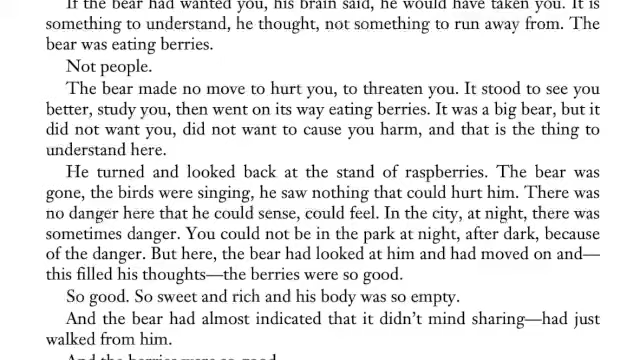 If the bear had wanted you, his brain said, he would have taken you. It is
something to understand, he thought, not something to run away from. The
bear was eating berries.
Not people.
The bear made no move to hurt you, to threaten you. It stood to see you
better, study you, then went on its way eating berries. It was a big bear, but it
did not want you, did not want to cause you harm, and that is the thing to
understand here.
He turned and looked back at the stand of raspberries. The bear was
gone, the birds were singing, he saw nothing that could hurt him. There was
no danger here that he could sense, could feel. In the city, at night, there was
sometimes danger. You could not be in the park at night, after dark, because
of the danger. But here, the bear had looked at him and had moved on and—
this filled his thoughts—the berries were so good.
So good. So sweet and rich and his body was so empty.
And the bear had almost indicated that it didn't mind sharing—had just
walked from him.
And the berries were so good.